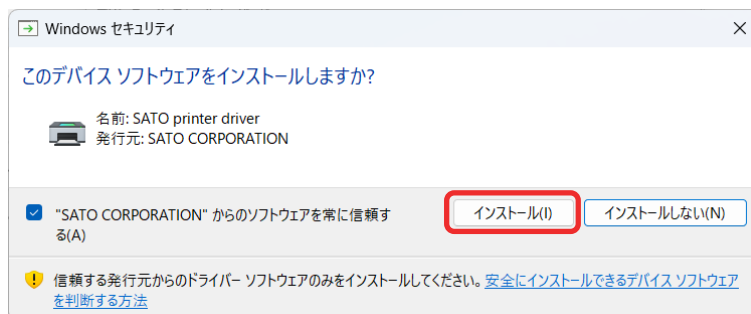 Windows セキュリティ
このデバイス ソフトウェアをインストールしますか?
名前: SATO printer driver
発行元: SATO CORPORATION
"SATO CORPORATION" からのソフトウェアを常に信頼す
る(A)
インストール(I)
インストールしない(N)
信頼する発行元からのドライバー ソフトウェアのみをインストールしてください。安全にインストールできるデバイス ソフトウェア
を判断する方法